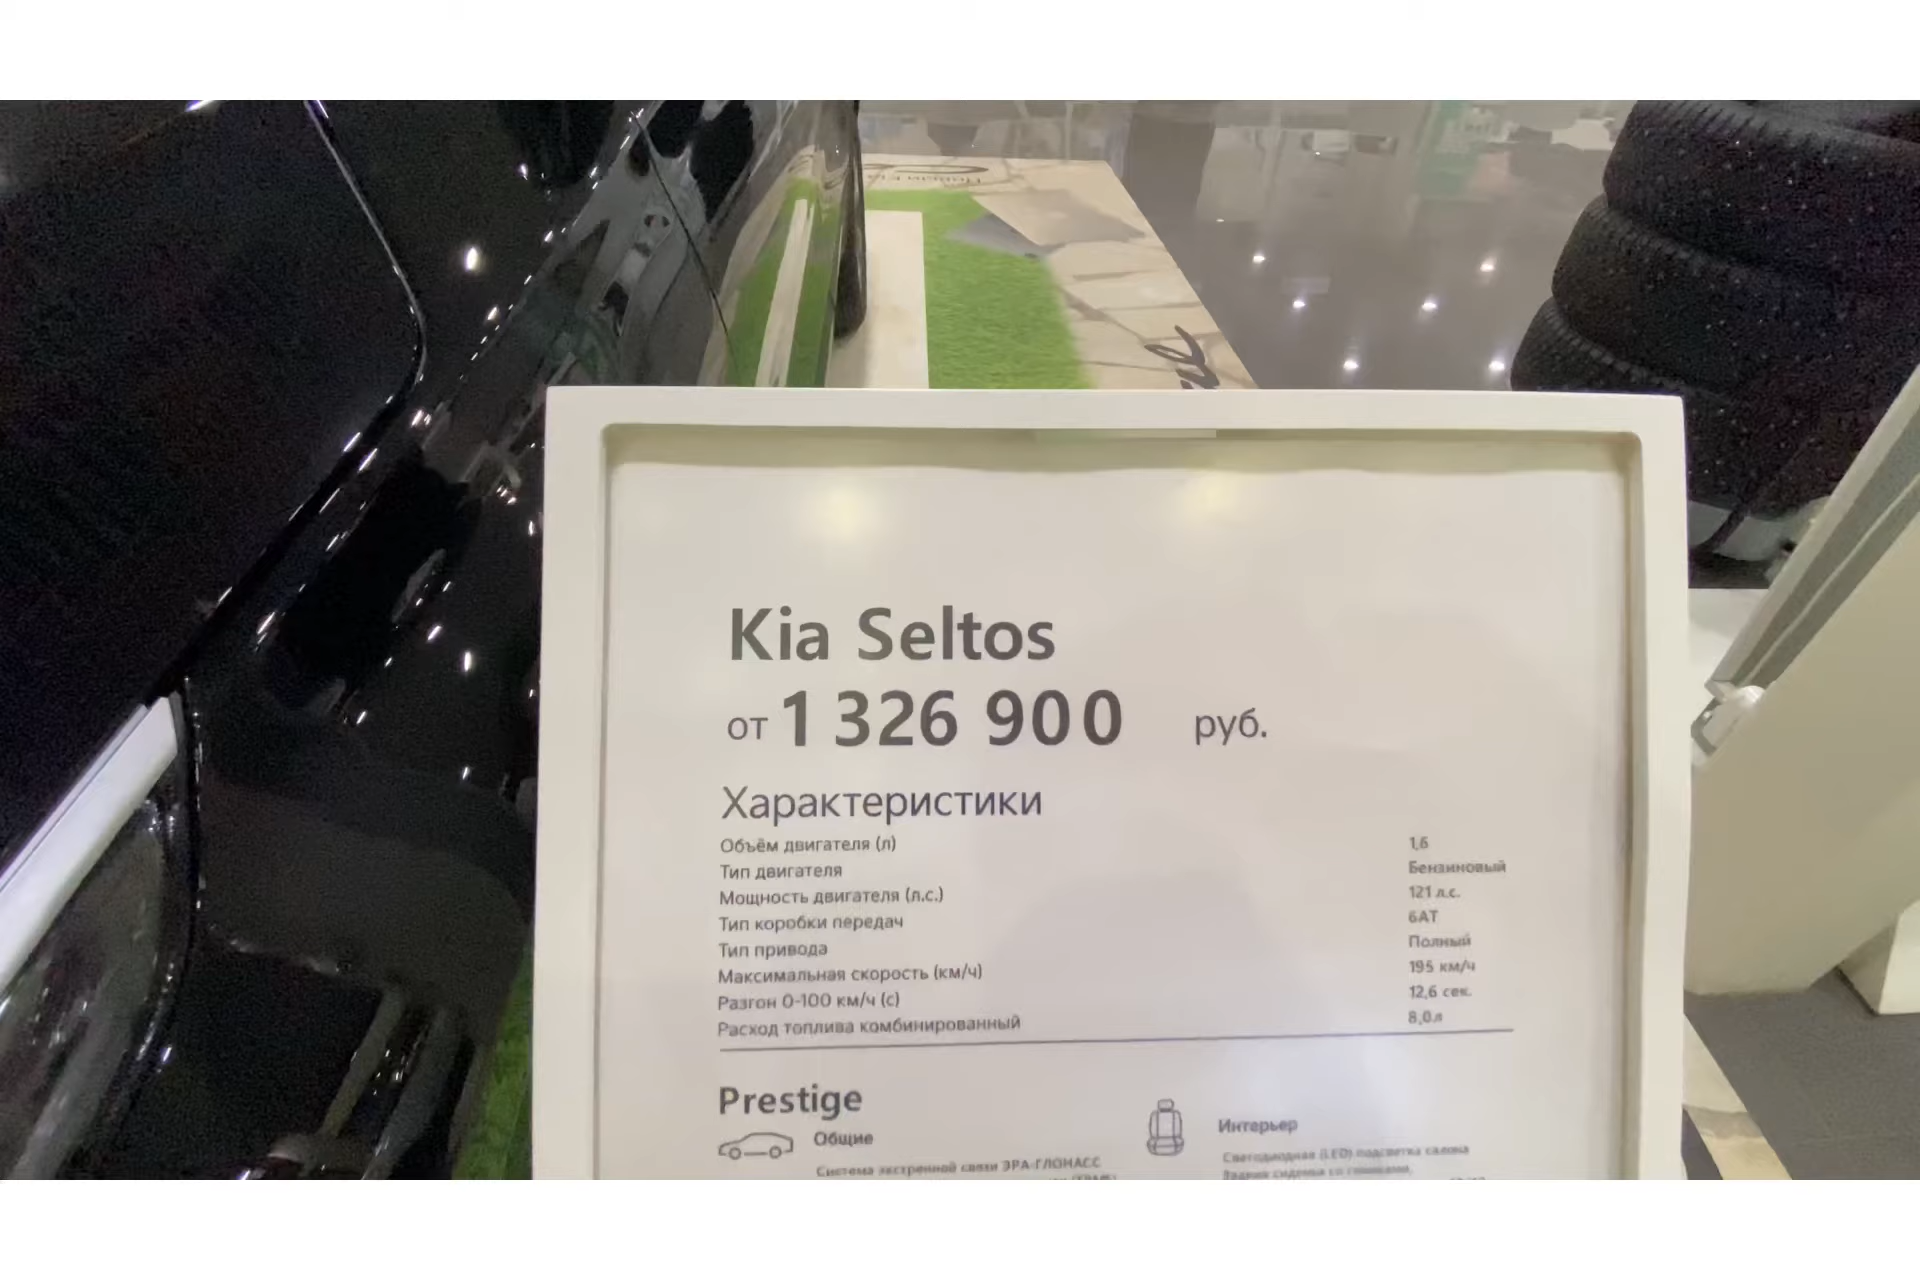 Kia Seltos
от 1 326 900 руб.
Характеристики
Объём двигателя (л) 1,6
Тип двигателя Бензиновый
Мощность двигателя (л.с.) 121 л.с.
Тип коробки передач 6АТ
Тип привода Полный
Максимальная скорость (км/ч) 195 км/ч
Разгон 0-100 км/ч (с) 12,6 сек.
Расход топлива комбинированный 8,0л
Prestige
Общие
Система экстренной связи ЭРА-ГЛОНАСС
Интерьер
Светодиодная (LED) подсветка салона